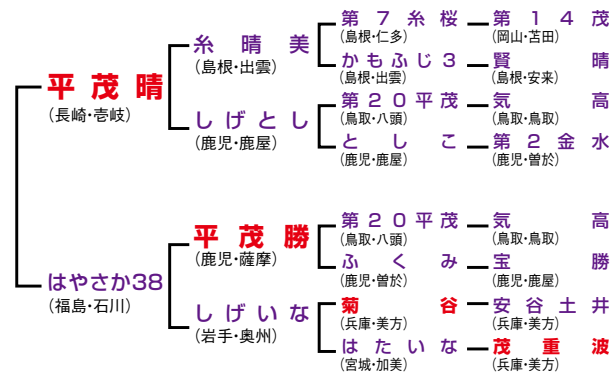 第７糸桜
(島根・仁多)
第１４茂
(岡山・苫田)
糸晴美
(島根・出雲)
かもふじ３
(島根・出雲)
賢晴
(島根・安来)
平茂晴
(長崎・壱岐)
第２０平茂
(鳥取・八頭)
気高
(鳥取・鳥取)
しげとし
(鹿児・鹿屋)
としこ
(鹿児・鹿屋)
第２金水
(鹿児・曽於)
第２０平茂
(鳥取・八頭)
気高
(鳥取・鳥取)
平茂勝
(鹿児・薩摩)
ふくみ
(鹿児・曽於)
宝勝
(鹿児・鹿屋)
はやさか38
(福島・石川)
菊谷
(兵庫・美方)
安谷土井
(兵庫・美方)
しげいな
(岩手・奥州)
はたいな
(宮城・加美)
茂重波
(兵庫・美方)